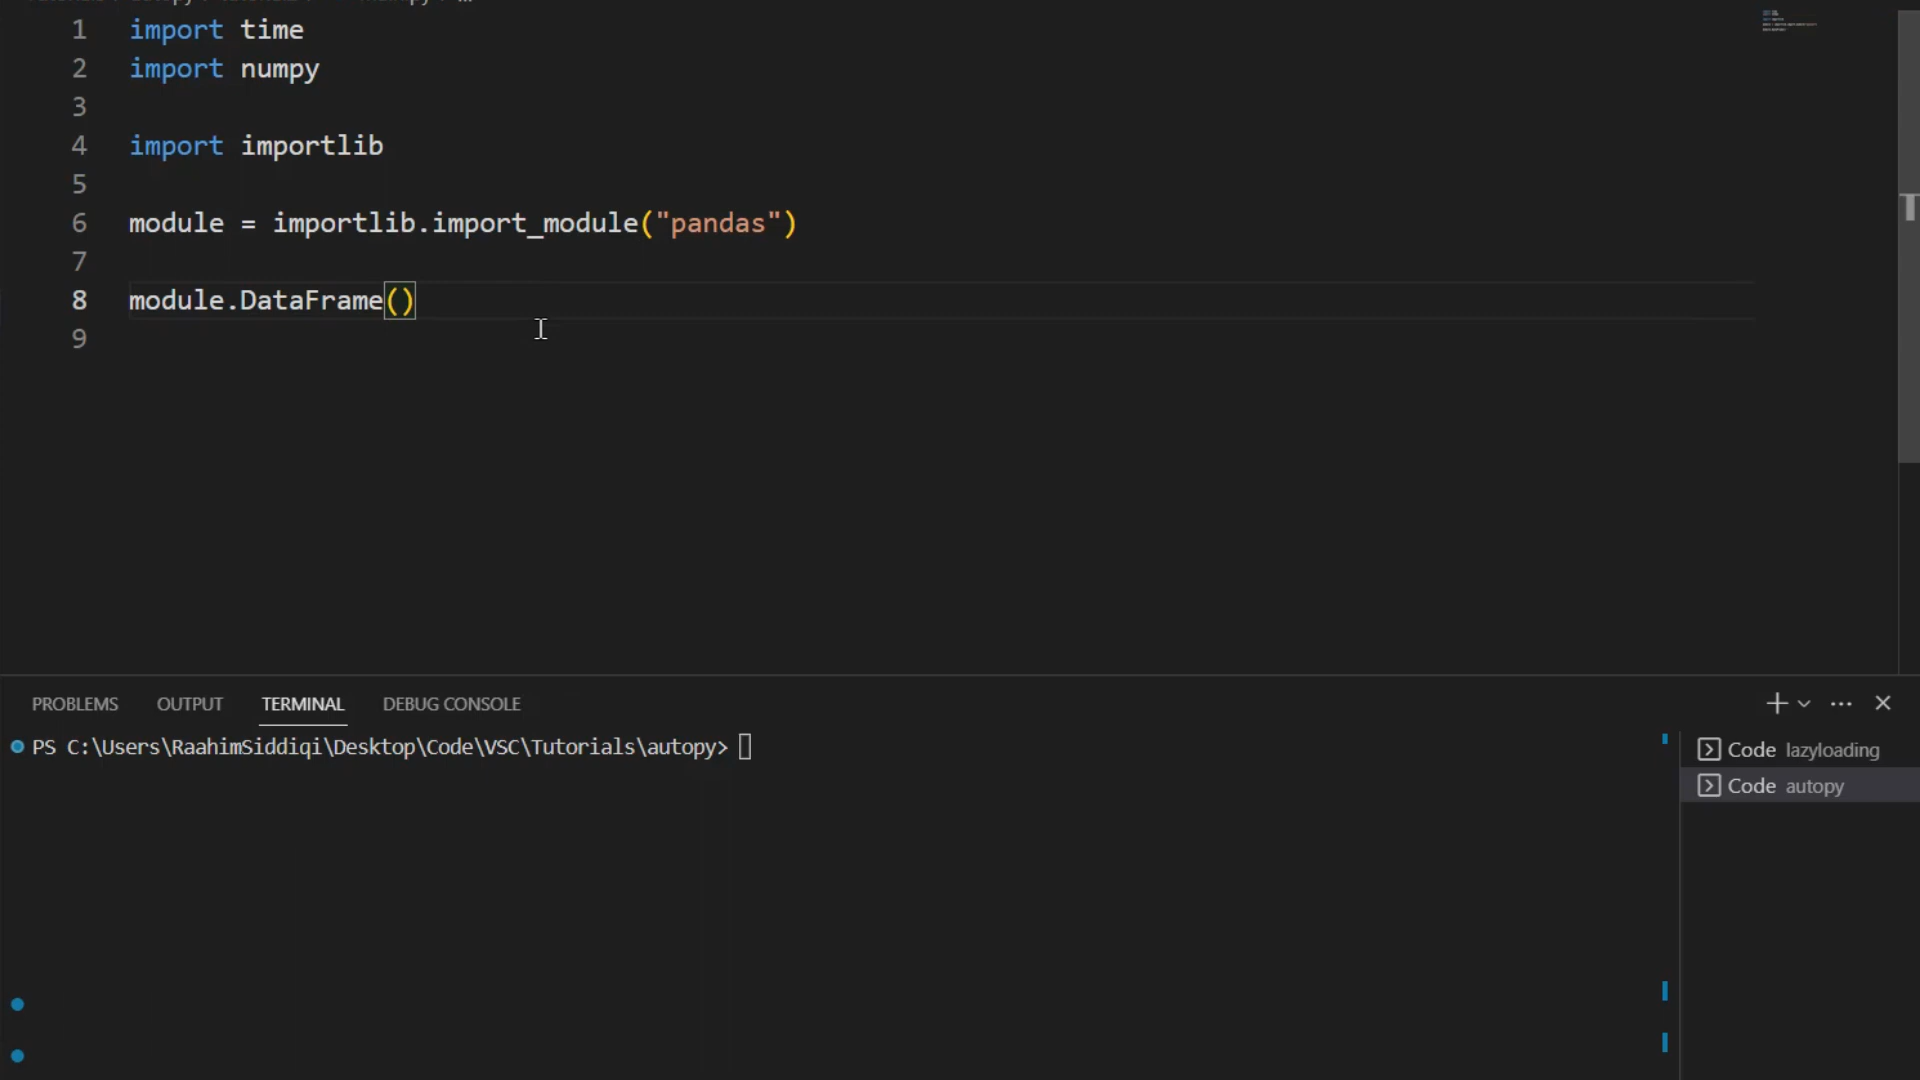 1 import time
2 import numpy
3
4 import importlib
5
6 module = importlib.import_module("pandas")
7
8 module.DataFrame()
9
PROBLEMS OUTPUT TERMINAL DEBUG CONSOLE
PS C:\Users\RaahimSiddiqi\Desktop\Code\VSC\Tutorials\autopy>
Code lazyloading
Code autopy